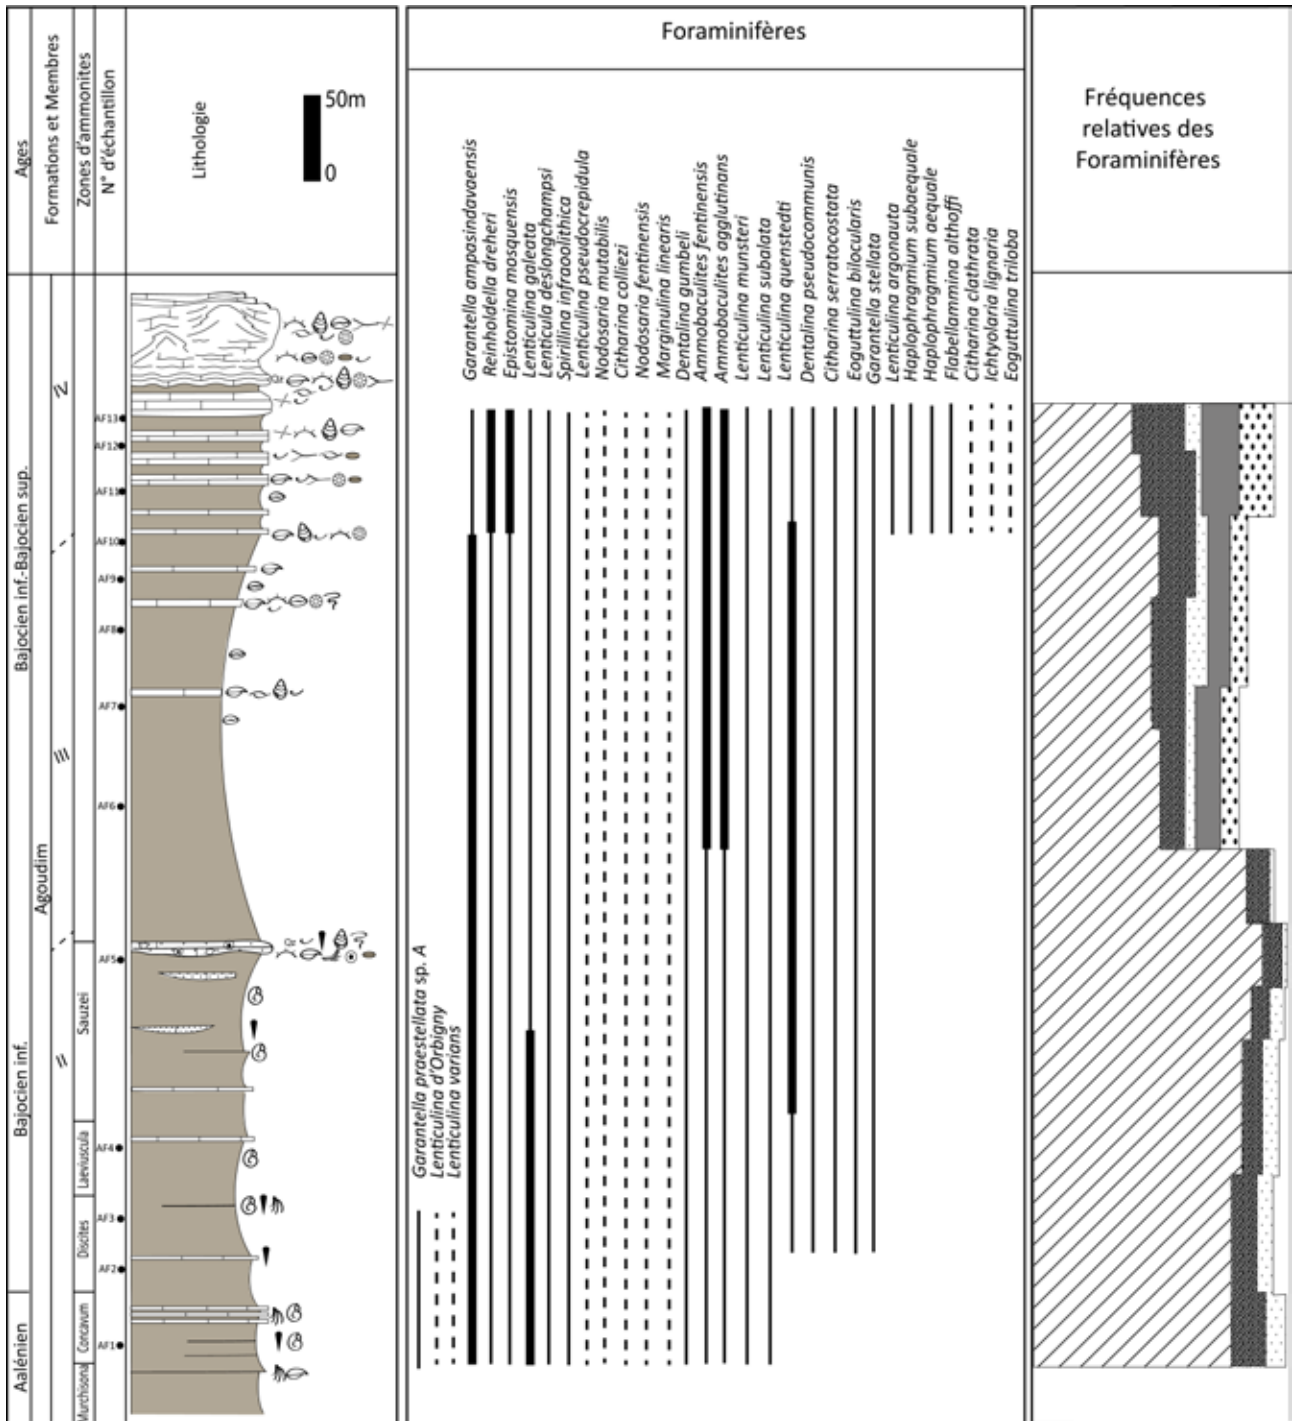 Ages
Formations et Membres
Zones d'ammonites
N° d'échantillon
Lithologie
50m
0
Foraminifères
Fréquences
relatives des
Foraminifères
Garantella ampasindavaensis
Reinholdella dreheri
Epistomina mosquensis
Lenticulina galeata
Lenticula deslongchampsi
Spirillina infraoolithica
Lenticulina pseudocrepidula
Nodosaria mutabilis
Citharina colliezi
Nodosaria fentinensis
Marginulina linearis
Dentalina gumbeli
Ammobaculites fentinensis
Ammobaculites agglutinans
Lenticulina munsteri
Lenticulina subalata
Lenticulina quenstedti
Dentalina pseudocommunis
Citharina serratocostata
Eoguttulina bilocularis
Garantella stellata
Lenticulina argonauta
Haplophragmium subaequale
Haplophragmium aequale
Flabellammina althoffi
Citharina clathrata
Ichtyolaria lignaria
Eoguttulina triloba
Garantella praestellata sp. A
Lenticulina d'Orbigny
Lenticulina varians
Bajocien inf.-Bajocien sup.
Bajocien inf.
Aalénien
Agoudim
IV
III
II
Sauzei
Laeviuscula
Discites
Concavum
Murchisona
AF13
AF12
AF11
AF10
AF9
AF8
AF7
AF6
AF5
AF4
AF3
AF2
AF1